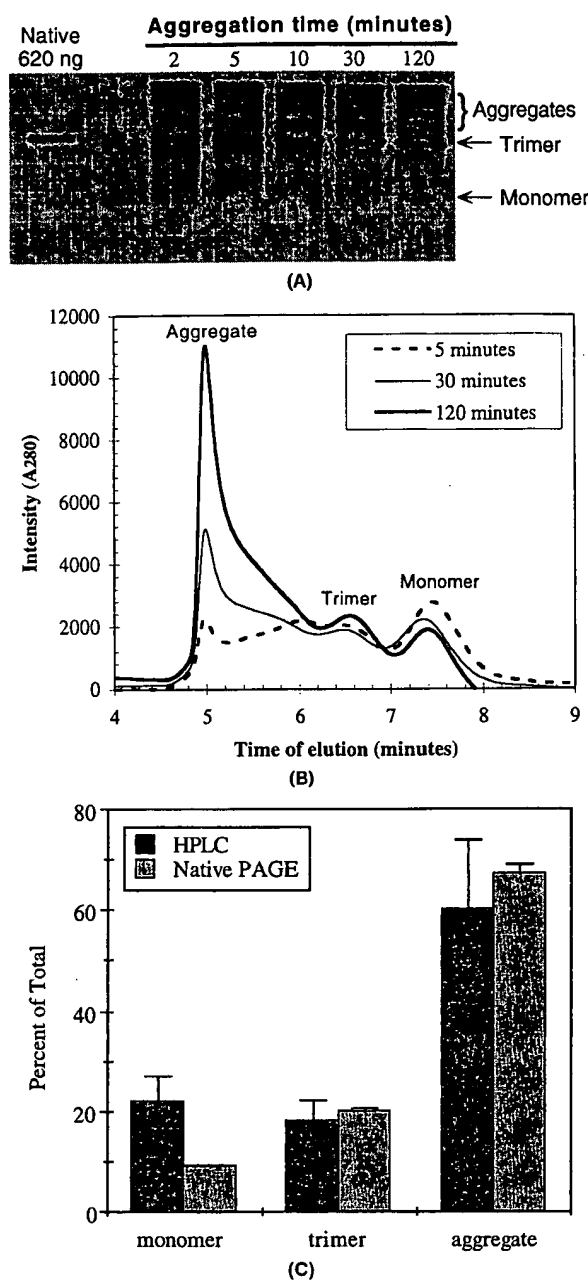 Native
620 ng
Aggregation time (minutes)
2 5 10 30 120
Aggregates
Trimer
Monomer
(A)
12000
10000
8000
6000
4000
2000
0
Intensity (A280)
Aggregate
Trimer
Monomer
5 minutes
30 minutes
120 minutes
4 5 6 7 8 9
Time of elution (minutes)
(B)
80
60
40
20
0
Percent of Total
HPLC
Native PAGE
monomer trimer aggregate
(C)